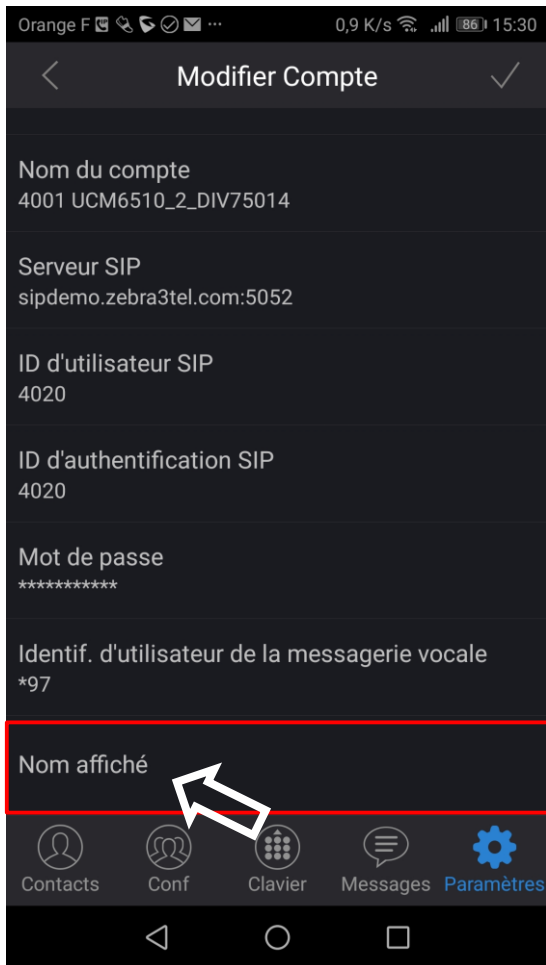 Orange F ... 0,9 K/s 86 15:30
Modifier Compte
Nom du compte
4001 UCM6510_2_DIV75014
Serveur SIP
sipdemo.zebra3tel.com:5052
ID d'utilisateur SIP
4020
ID d'authentification SIP
4020
Mot de passe
***********
Identif. d'utilisateur de la messagerie vocale
*97
Nom affiché
Contacts Conf Clavier Messages Paramètres